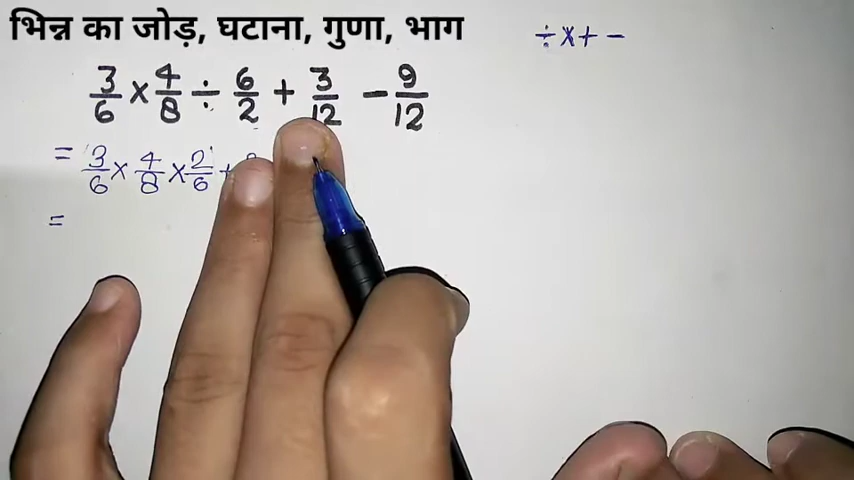 भिन्न का जोड़, घटाना, गुणा, भाग
÷ × + -
3/6 × 4/8 ÷ 6/2 + 3/12 - 9/12
= 3/6 × 4/8 × 2/6 +
=